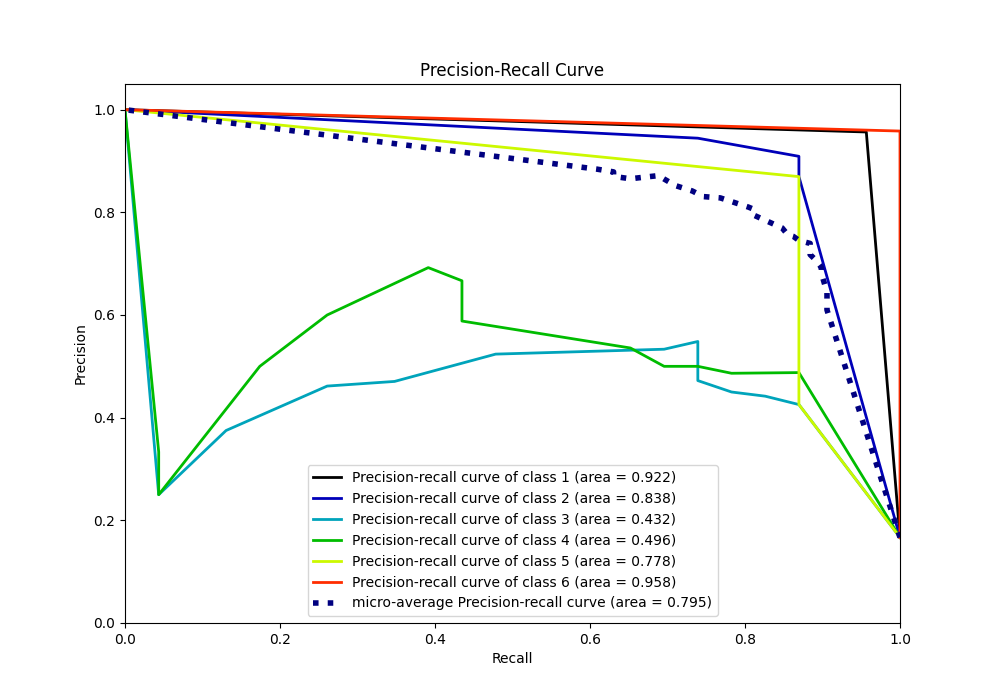 Precision-Recall Curve
1.0
0.8
0.6
0.4
0.2
0.0
Precision
Precision-recall curve of class 1 (area = 0.922)
Precision-recall curve of class 2 (area = 0.838)
Precision-recall curve of class 3 (area = 0.432)
Precision-recall curve of class 4 (area = 0.496)
Precision-recall curve of class 5 (area = 0.778)
Precision-recall curve of class 6 (area = 0.958)
micro-average Precision-recall curve (area = 0.795)
0.0 0.2 0.4 0.6 0.8 1.0
Recall